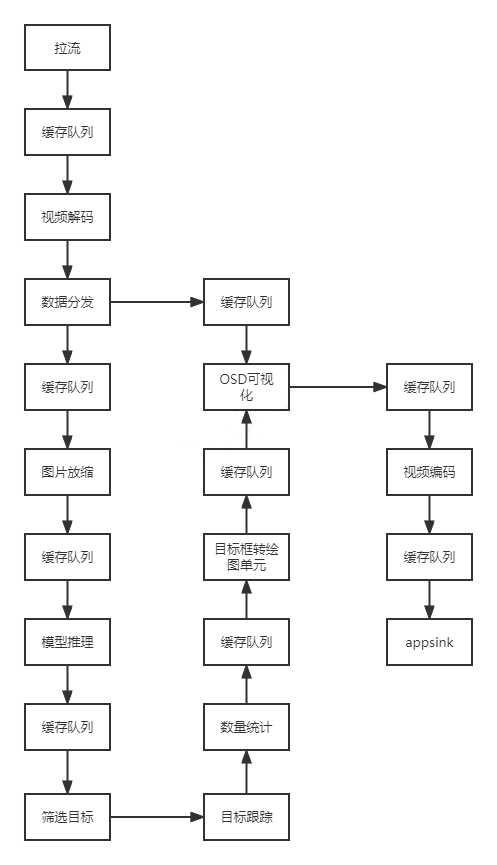 拉流
缓存队列
视频解码
数据分发
缓存队列
图片放缩
缓存队列
模型推理
缓存队列
筛选目标
缓存队列
OSD可视
化
缓存队列
目标框转绘
图单元
缓存队列
数量统计
目标跟踪
缓存队列
视频编码
缓存队列
appsink